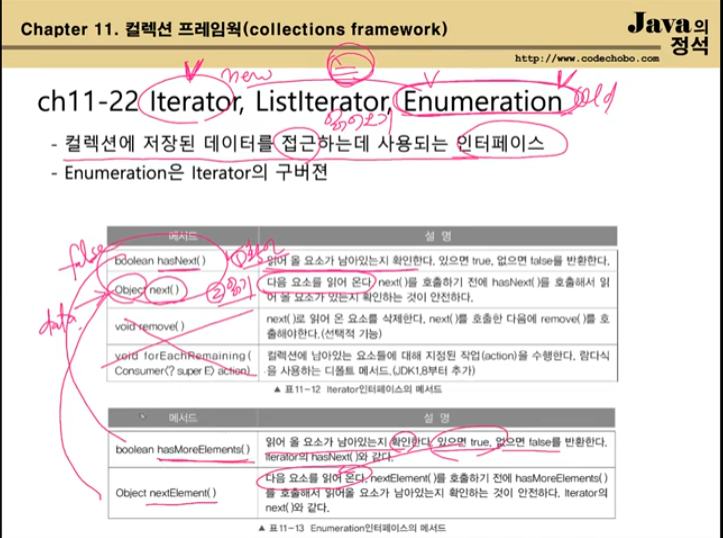 Chapter 11. 컬렉션 프레임웍(collections framework)
Java의
정석
http://www.codechobo.com
new
ch11-22 Iterator, ListIterator, Enumeration old
읽어오기
- 컬렉션에 저장된 데이터를 접근하는데 사용되는 인터페이스
- Enumeration은 Iterator의 구버젼
메서드 설 명
false boolean hasNext() ①확인 읽어 올 요소가 남아있는지 확인한다. 있으면 true, 없으면 false를 반환한다.
data Object next() ②읽기 다음 요소를 읽어 온다. next()를 호출하기 전에 hasNext()를 호출해서 읽
어 올 요소가 있는지 확인하는 것이 안전하다.
void remove() next()로 읽어 온 요소를 삭제한다. next()를 호출한 다음에 remove()를 호
출해야한다.(선택적 기능)
void forEachRemaining( 컬렉션에 남아있는 요소들에 대해 지정된 작업(action)을 수행한다. 람다식
Consumer<? super E> action) 을 사용하는 디폴트 메서드.(JDK1.8부터 추가)
▲ 표11-12 Iterator인터페이스의 메서드
메서드 설 명
boolean hasMoreElements() 읽어 올 요소가 남아있는지 확인한다. 있으면 true, 없으면 false를 반환한다.
Iterator의 hasNext()와 같다.
Object nextElement() 다음 요소를 읽어 온다. nextElement()를 호출하기 전에 hasMoreElements()
를 호출해서 읽어올 요소가 남아있는지 확인하는 것이 안전하다. Iterator의
next()와 같다.
▲ 표11-13 Enumeration인터페이스의 메서드